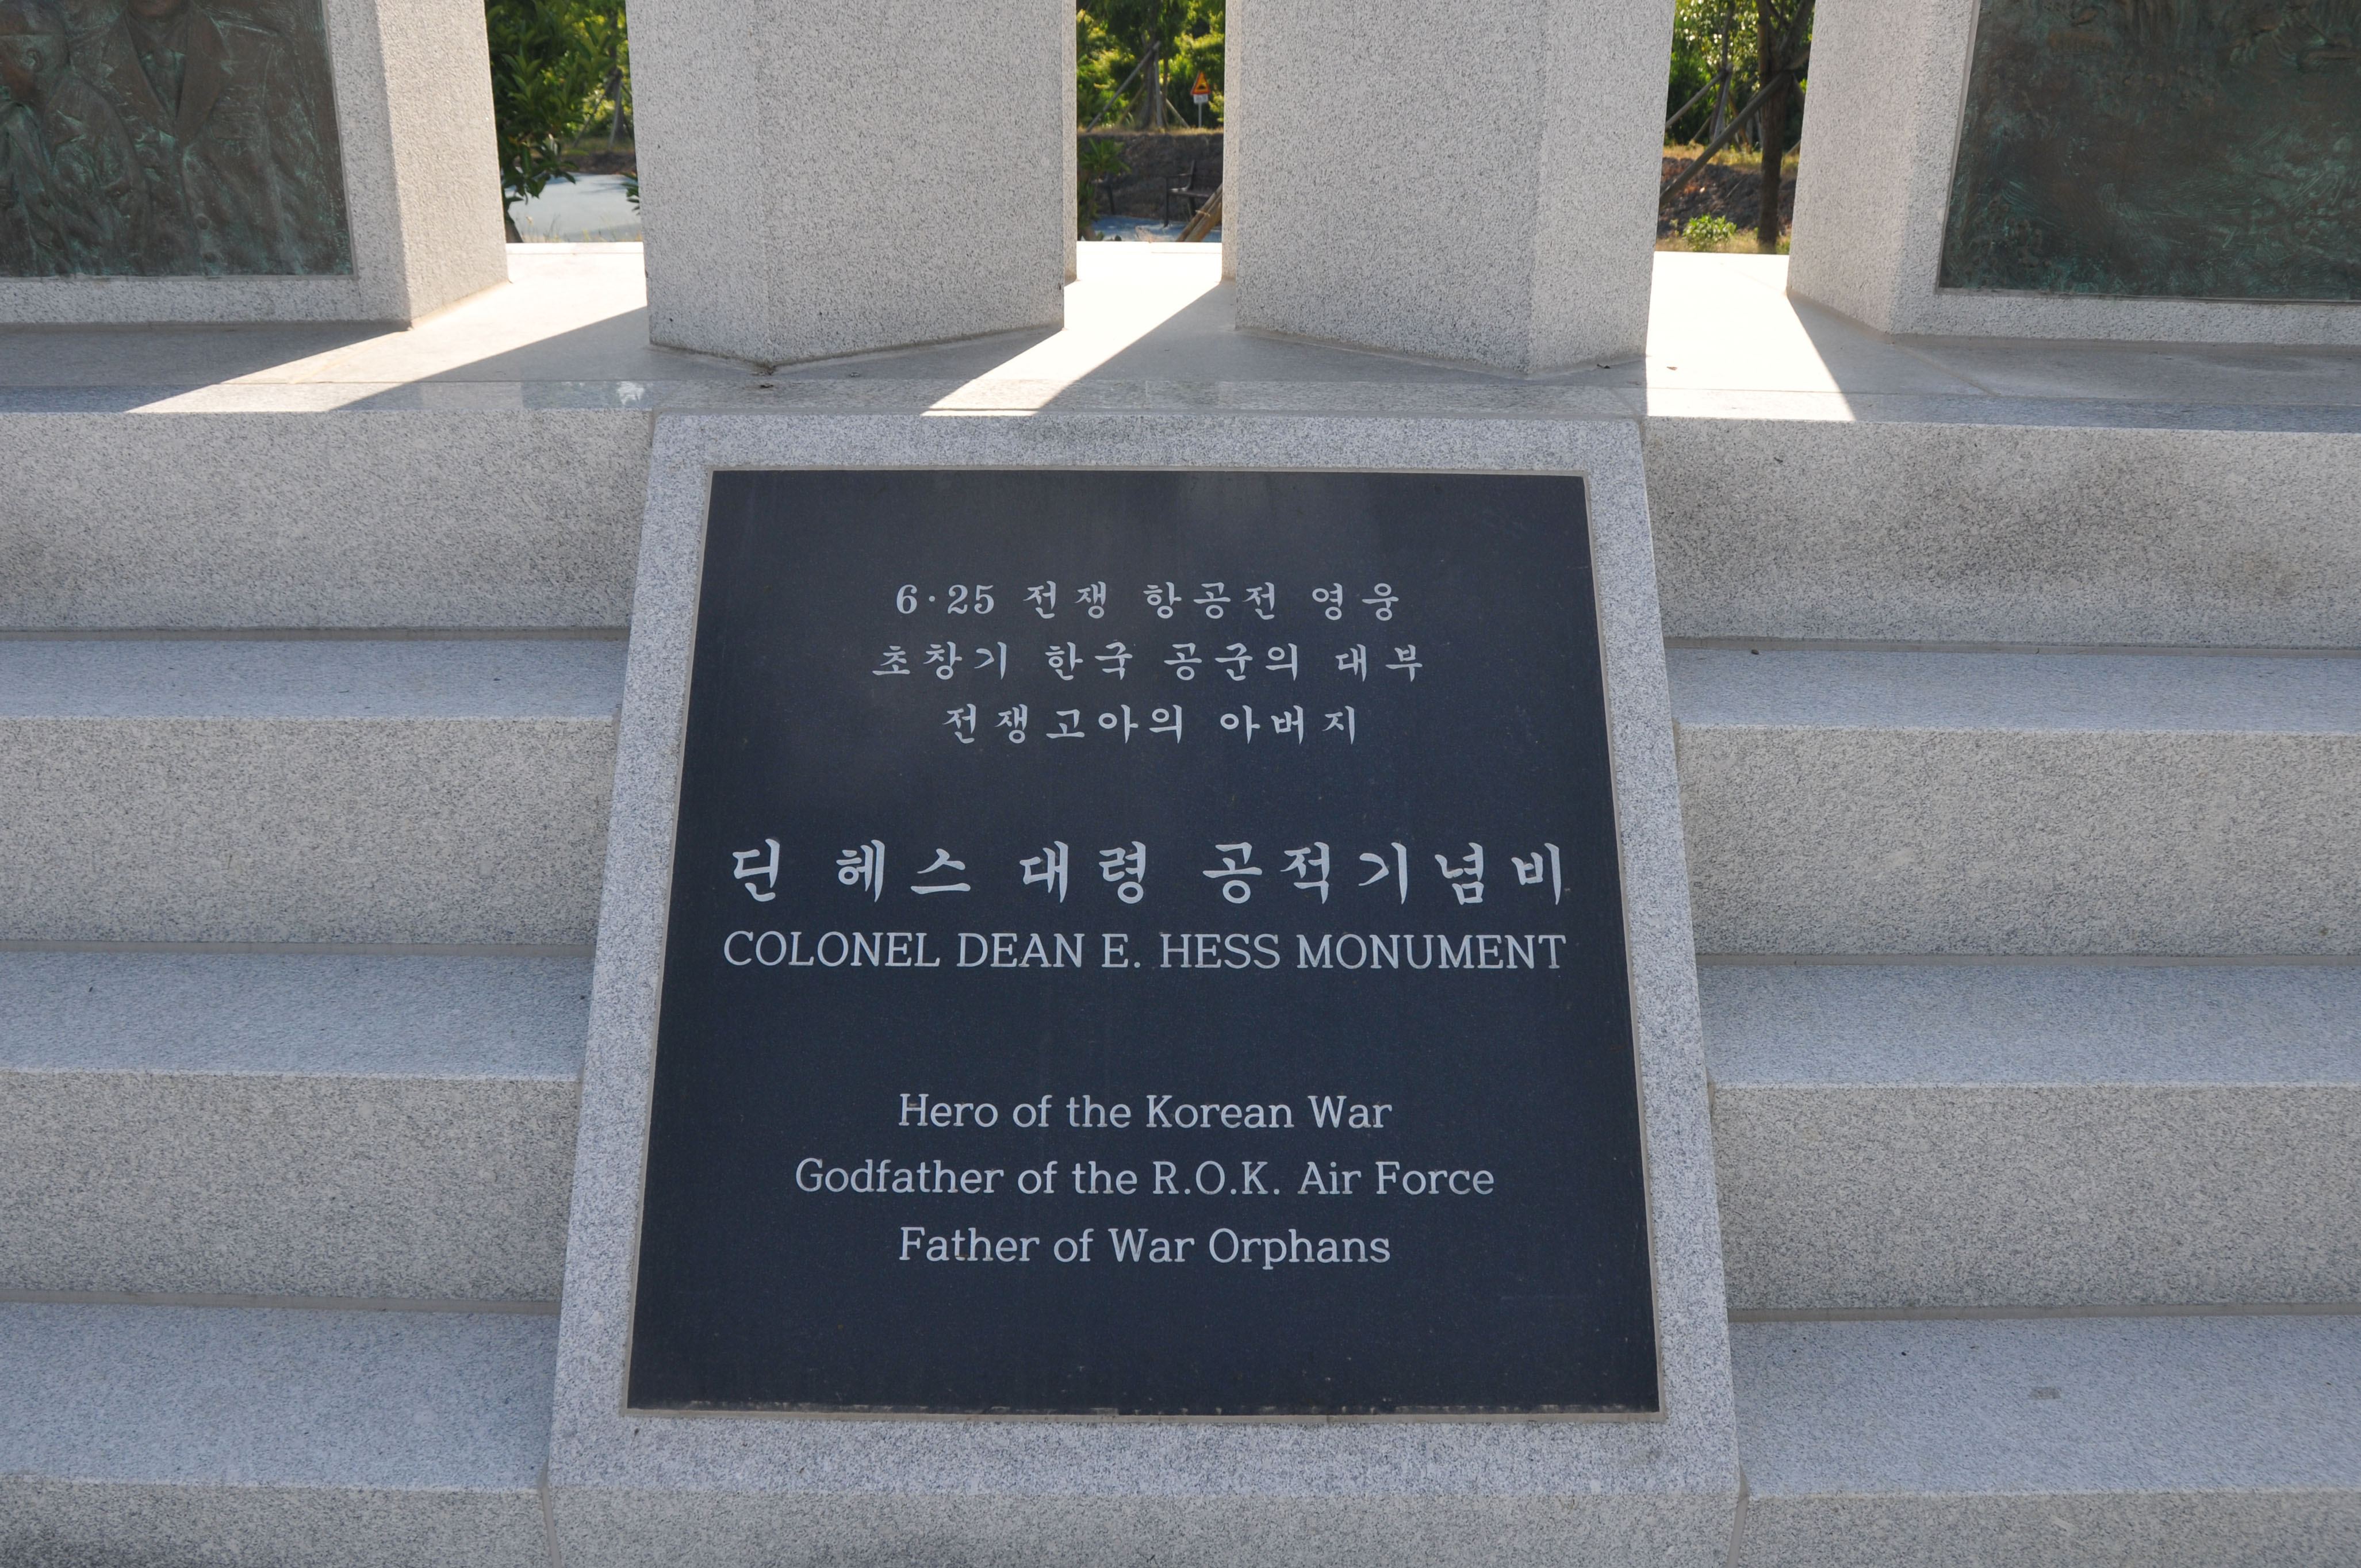 6·25 전쟁 항공전 영웅
초창기 한국 공군의 대부
전쟁고아의 아버지
딘 헤스 대령 공적기념비
COLONEL DEAN E. HESS MONUMENT
Hero of the Korean War
Godfather of the R.O.K. Air Force
Father of War Orphans